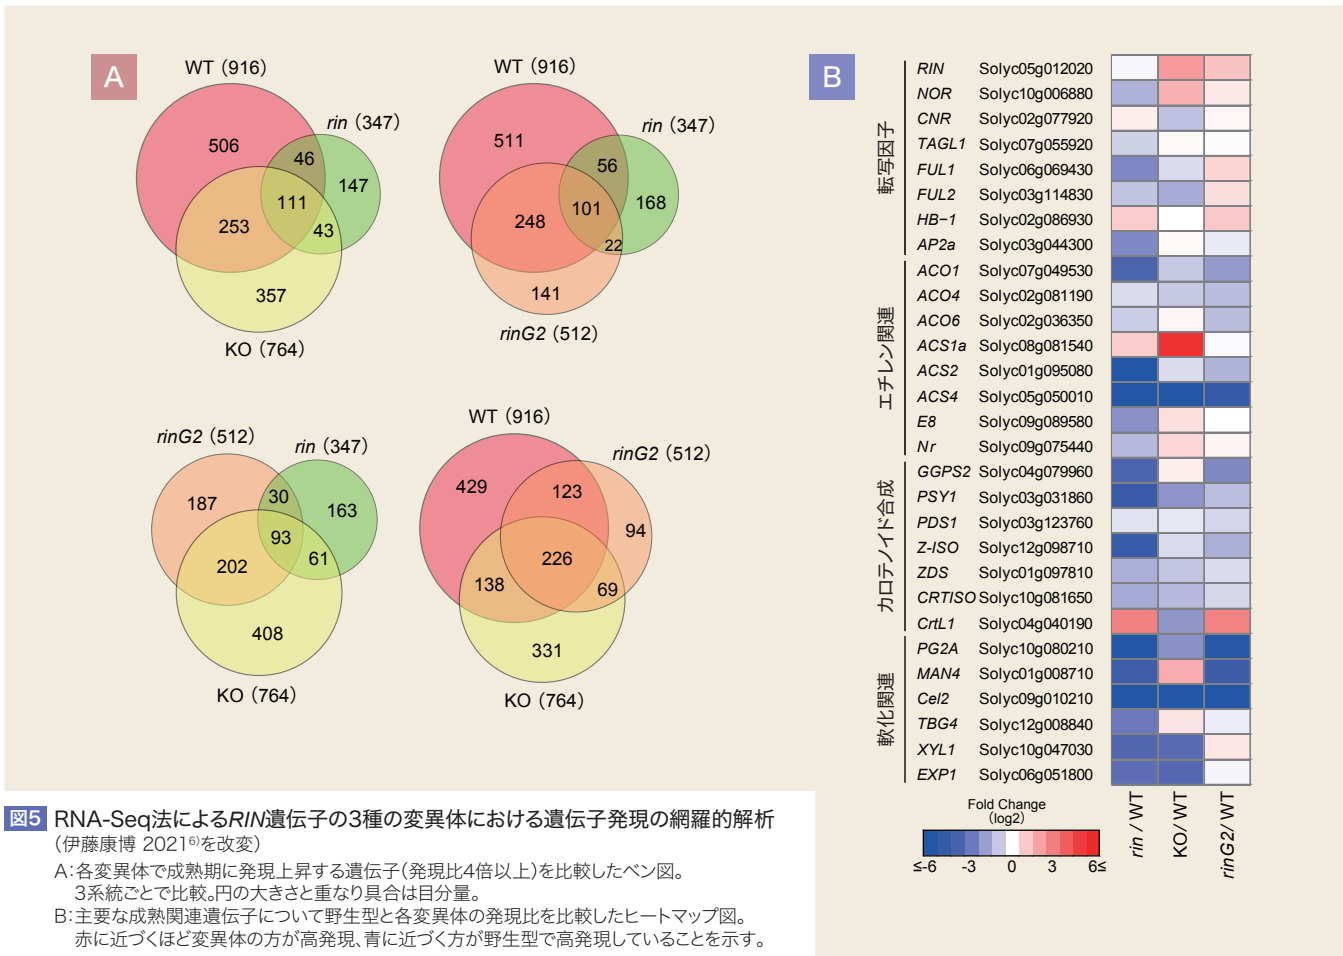 A
WT（916）
rin（347）
506
46
147
111
253
43
357
KO（764）
WT（916）
rin（347）
511
56
168
248
101
22
141
rinG2（512）
rinG2（512）
rin（347）
187
30
163
93
202
61
408
KO（764）
WT（916）
rinG2（512）
429
123
94
226
138
69
331
KO（764）
B
転写因子
RIN Solyc05g012020
NOR Solyc10g006880
CNR Solyc02g077920
TAGL1 Solyc07g055920
FUL1 Solyc06g069430
FUL2 Solyc03g114830
HB−1 Solyc02g086930
AP2a Solyc03g044300
エチレン関連
ACO1 Solyc07g049530
ACO4 Solyc02g081190
ACO6 Solyc02g036350
ACS1a Solyc08g081540
ACS2 Solyc01g095080
ACS4 Solyc05g050010
E8 Solyc09g089580
Nr Solyc09g075440
カロテノイド合成
GGPS2 Solyc04g079960
PSY1 Solyc03g031860
PDS1 Solyc03g123760
Z-ISO Solyc12g098710
ZDS Solyc01g097810
CRTISO Solyc10g081650
CrtL1 Solyc04g040190
軟化関連
PG2A Solyc10g080210
MAN4 Solyc01g008710
Cel2 Solyc09g010210
TBG4 Solyc12g008840
XYL1 Solyc10g047030
EXP1 Solyc06g051800
rin / WT
KO/ WT
rinG2/ WT
Fold Change
（log2）
≤-6 -3 0 3 6≤
図5 RNA-Seq法によるRIN遺伝子の3種の変異体における遺伝子発現の網羅的解析
（伊藤康博 2021⁶⁾を改変）
A：各変異体で成熟期に発現上昇する遺伝子（発現比4倍以上）を比較したベン図。
3系統ごとで比較。円の大きさと重なり具合は目分量。
B：主要な成熟関連遺伝子について野生型と各変異体の発現比を比較したヒートマップ図。
赤に近づくほど変異体の方が高発現、青に近づく方が野生型で高発現していることを示す。